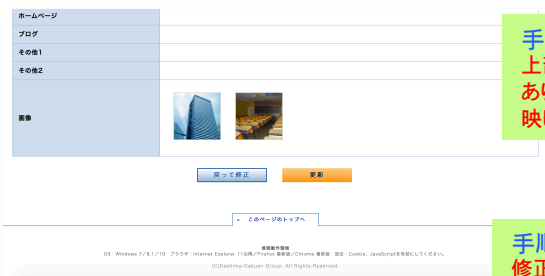 ホームページ
ブログ
その他1
その他2
画像
手
上
あ
映
戻って修正
更新
このページのトップへ
推奨動作環境
OS:Windows 7/8.1/10 ブラウザ:Internet Explorer 11以降/Firefox 最新版/Chrome 最新版 設定:Cookie、JavaScriptを有効にしてください。
(C)Kashima-Gakuen Group. All Rights Reserved.
手順
修正